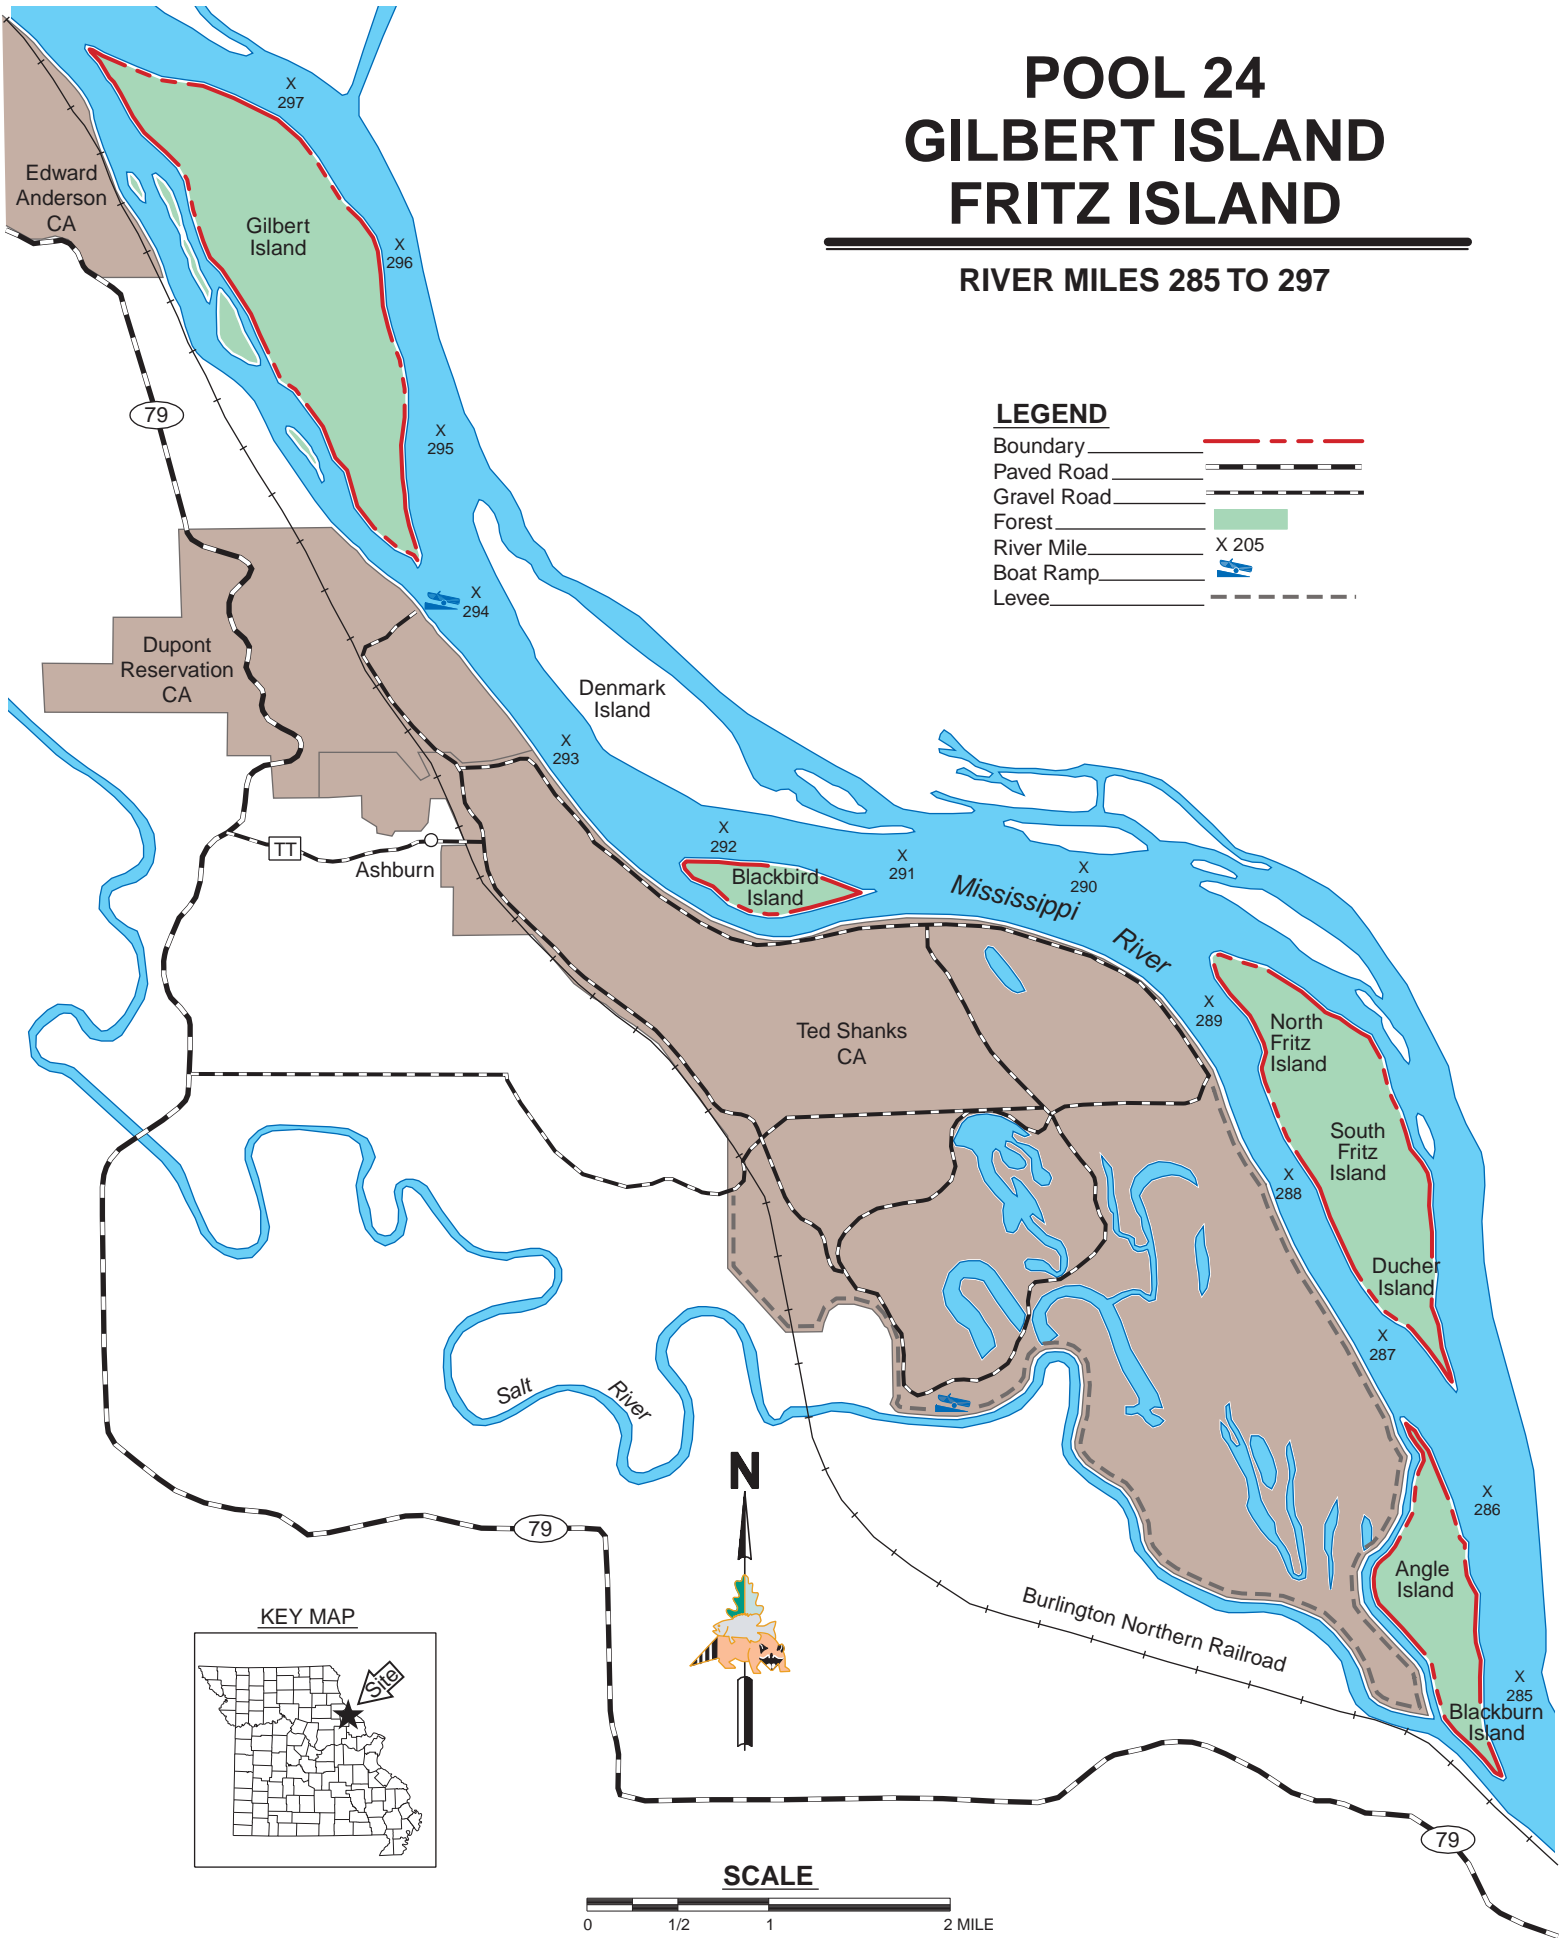 POOL 24
GILBERT ISLAND
FRITZ ISLAND
RIVER MILES 285 TO 297
LEGEND
Boundary
Paved Road
Gravel Road
Forest
River Mile X 205
Boat Ramp
Levee
X
297
Edward
Anderson
CA
Gilbert
Island
X
296
79
X
295
X
294
Dupont
Reservation
CA
Denmark
Island
X
293
TT
Ashburn
X
292
X
291
X
290
Blackbird
Island
Mississippi
River
X
289
North
Fritz
Island
Ted Shanks
CA
South
Fritz
Island
X
288
Ducher
Island
X
287
Salt
River
N
X
286
79
Angle
Island
Burlington Northern Railroad
X
285
Blackburn
Island
KEY MAP
Site
79
SCALE
0 1/2 1 2 MILE